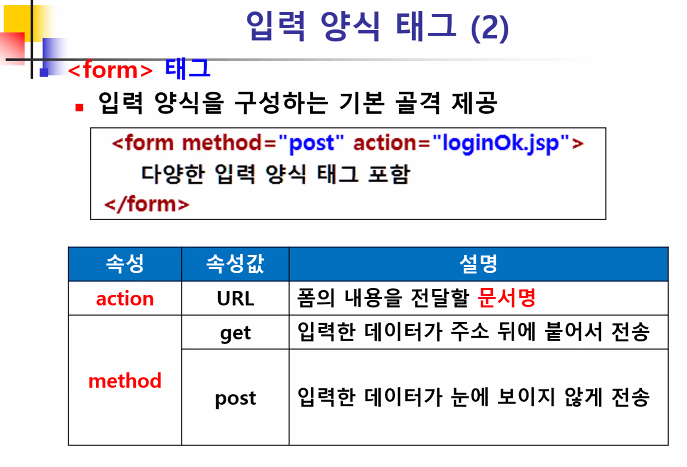 입력 양식 태그 (2)
<form> 태그
입력 양식을 구성하는 기본 골격 제공
<form method="post" action="loginOk.jsp">
다양한 입력 양식 태그 포함
</form>
속성 속성값 설명
action URL 폼의 내용을 전달할 문서명
method get 입력한 데이터가 주소 뒤에 붙어서 전송
post 입력한 데이터가 눈에 보이지 않게 전송